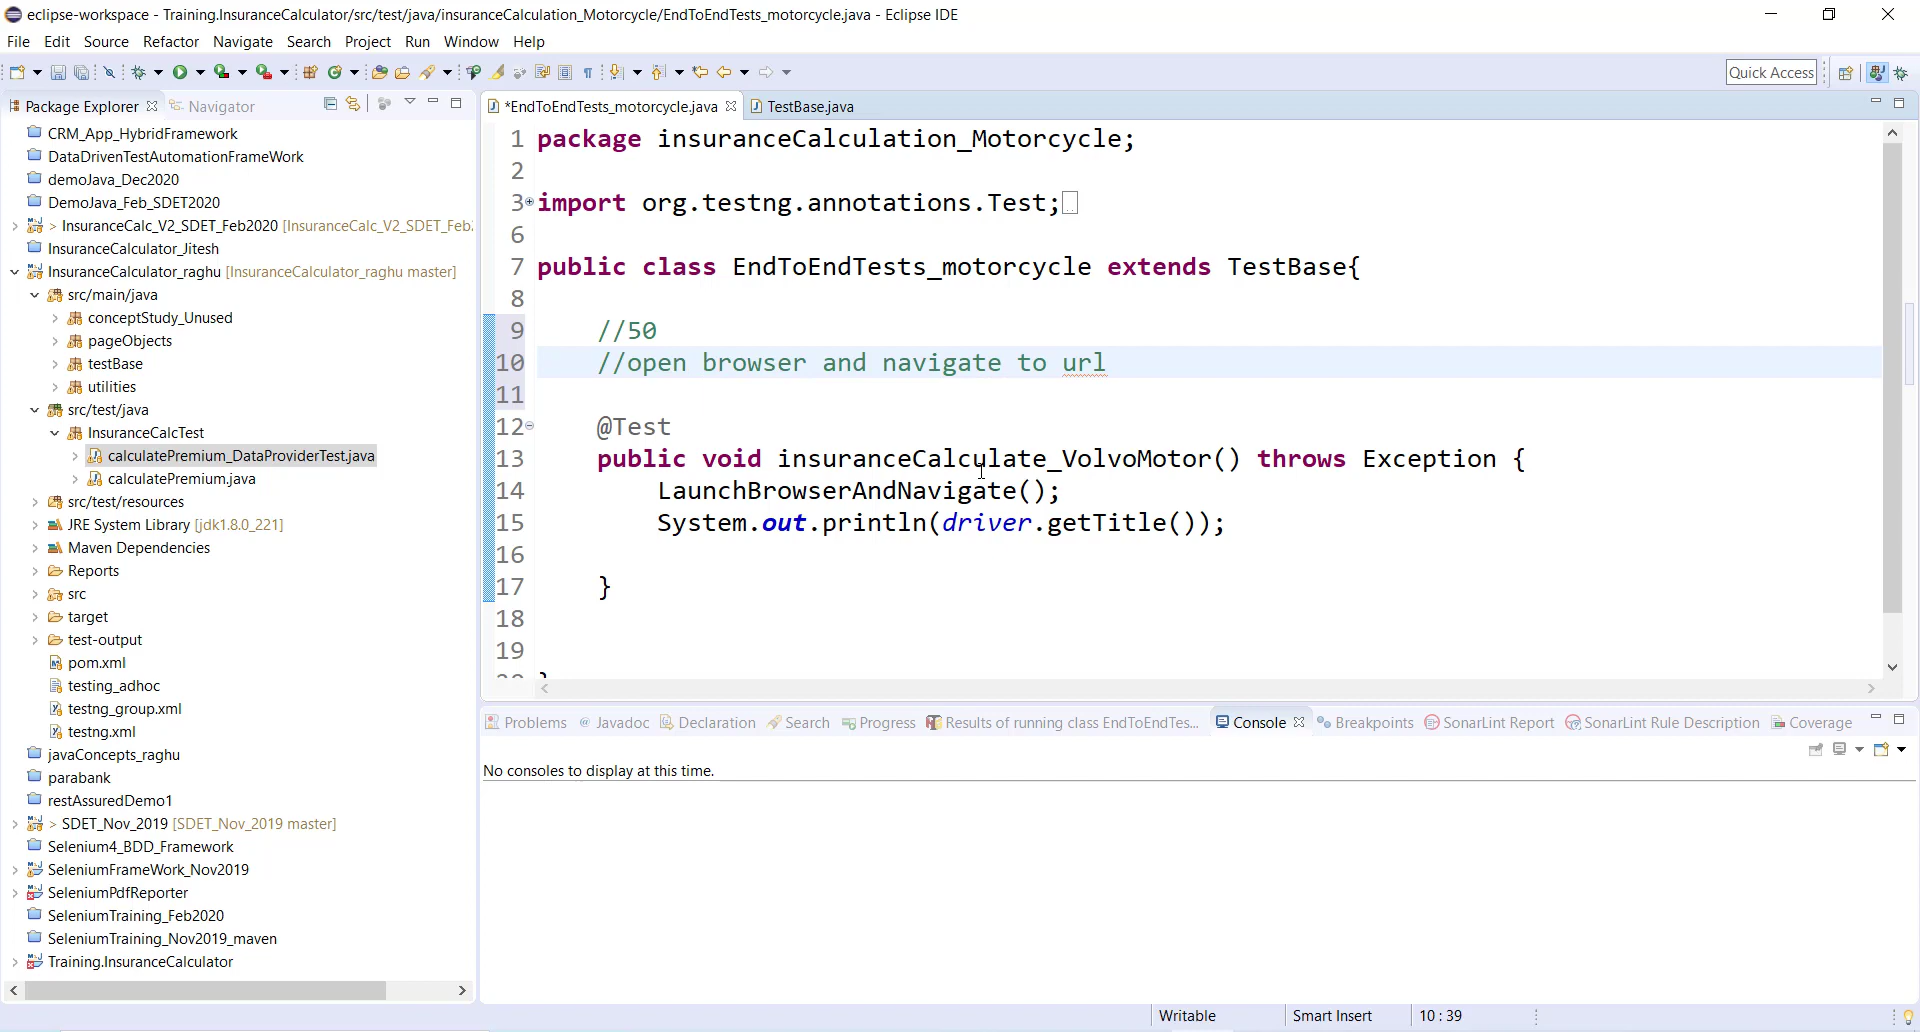 eclipse-workspace - Training.InsuranceCalculator/src/test/java/insuranceCalculation_Motorcycle/EndToEndTests_motorcycle.java - Eclipse IDE
File Edit Source Refactor Navigate Search Project Run Window Help
Quick Access
Package Explorer Navigator
CRM_App_HybridFramework
DataDrivenTestAutomationFrameWork
demoJava_Dec2020
DemoJava_Feb_SDET2020
> InsuranceCalc_V2_SDET_Feb2020 [InsuranceCalc_V2_SDET_Feb
InsuranceCalculator_Jitesh
InsuranceCalculator_raghu [InsuranceCalculator_raghu master]
src/main/java
conceptStudy_Unused
pageObjects
testBase
utilities
src/test/java
InsuranceCalcTest
calculatePremium_DataProviderTest.java
calculatePremium.java
src/test/resources
JRE System Library [jdk1.8.0_221]
Maven Dependencies
Reports
src
target
test-output
pom.xml
testing_adhoc
testng_group.xml
testng.xml
javaConcepts_raghu
parabank
restAssuredDemo1
> SDET_Nov_2019 [SDET_Nov_2019 master]
Selenium4_BDD_Framework
SeleniumFrameWork_Nov2019
SeleniumPdfReporter
SeleniumTraining_Feb2020
SeleniumTraining_Nov2019_maven
Training.InsuranceCalculator
*EndToEndTests_motorcycle.java TestBase.java
1 package insuranceCalculation_Motorcycle;
2
3 import org.testng.annotations.Test;
6
7 public class EndToEndTests_motorcycle extends TestBase{
8
9 //50
10 //open browser and navigate to url
11
12 @Test
13 public void insuranceCalculate_VolvoMotor() throws Exception {
14 LaunchBrowserAndNavigate();
15 System.out.println(driver.getTitle());
16
17 }
18
19
Problems Javadoc Declaration Search Progress Results of running class EndToEndTes... Console Breakpoints SonarLint Report SonarLint Rule Description Coverage
No consoles to display at this time.
Writable Smart Insert 10 : 39